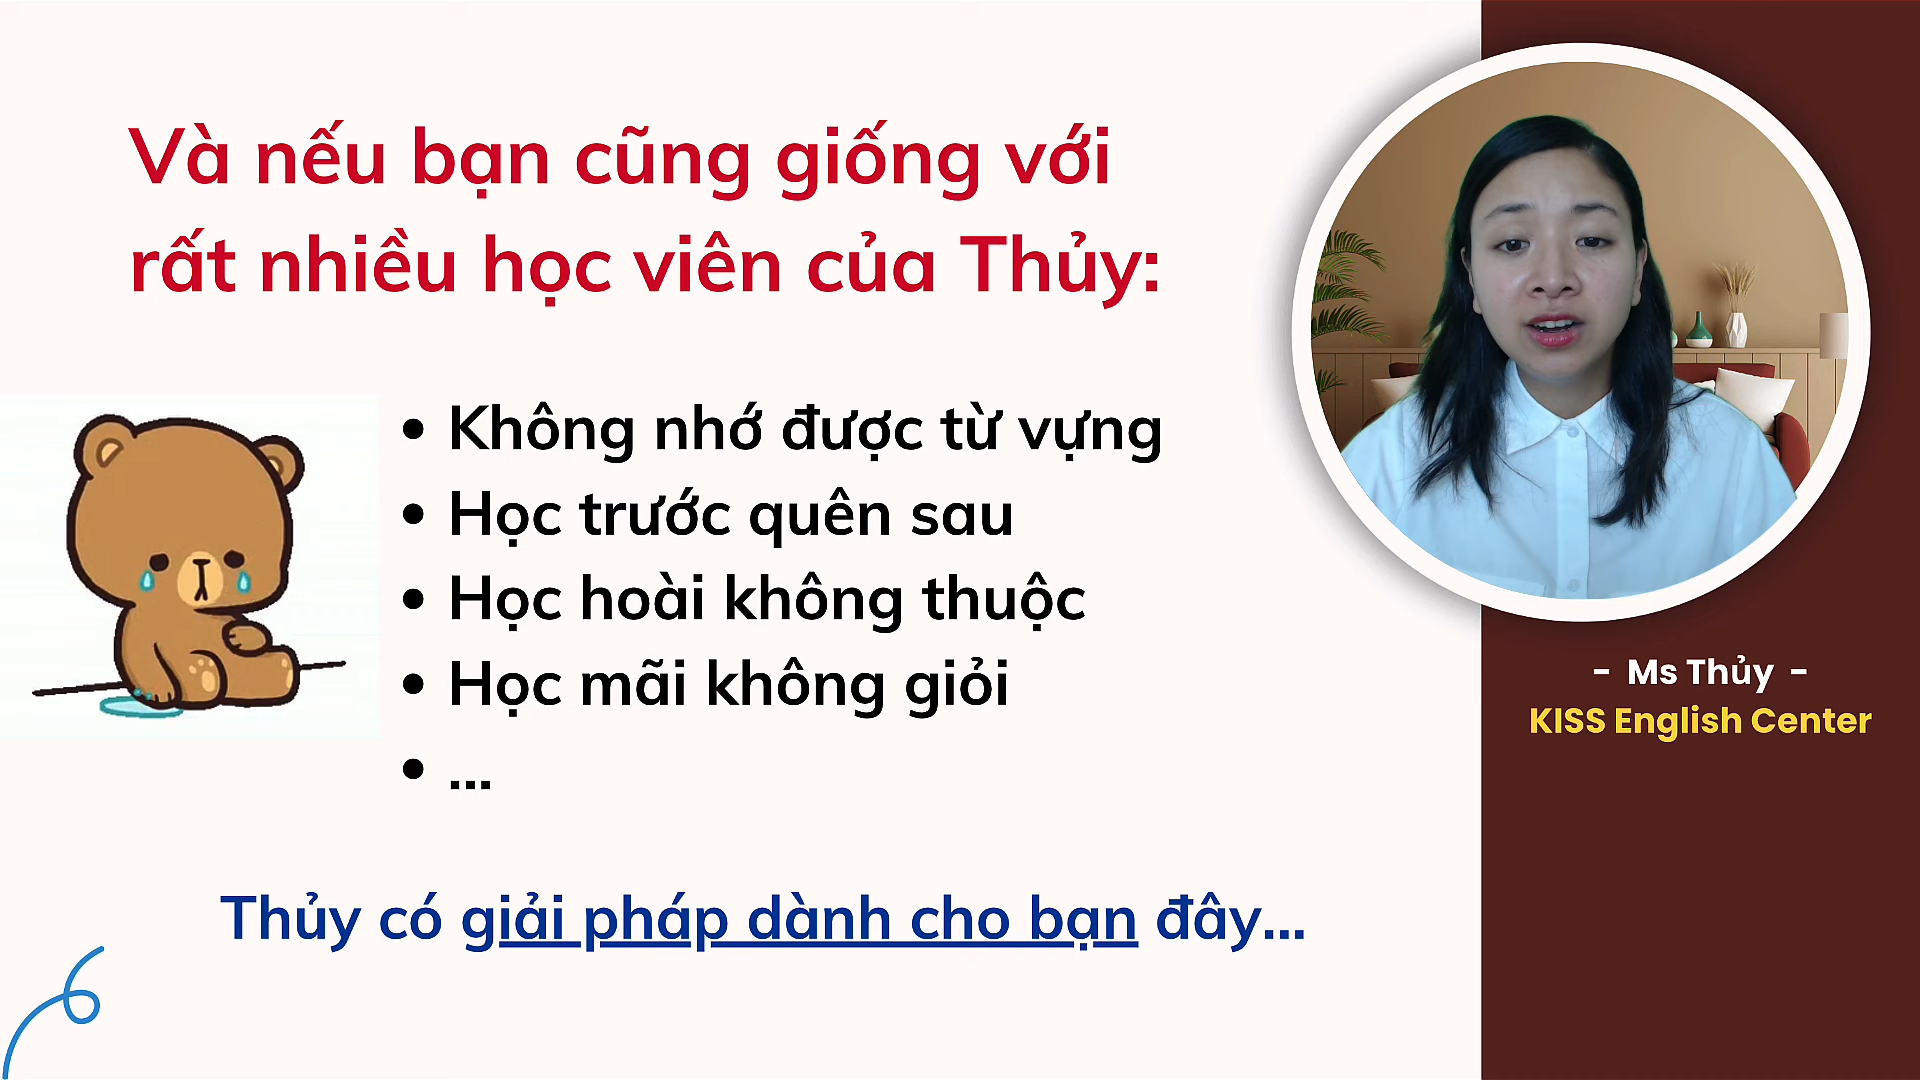 Và nếu bạn cũng giống với
rất nhiều học viên của Thủy:
• Không nhớ được từ vựng
• Học trước quên sau
• Học hoài không thuộc
• Học mãi không giỏi
• ...
Thủy có giải pháp dành cho bạn đây...
- Ms Thủy -
KISS English Center